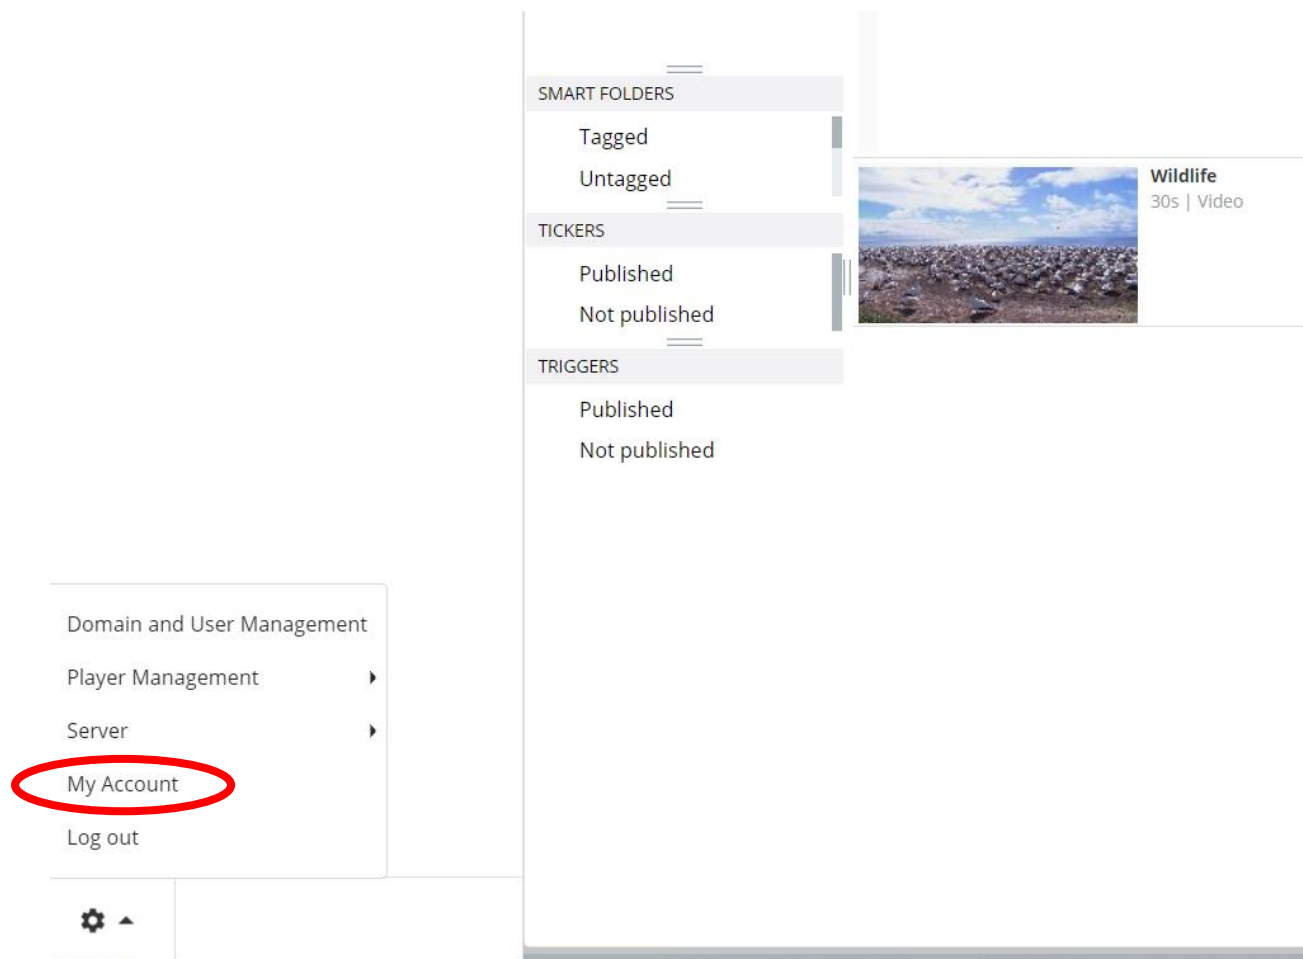 SMART FOLDERS
Tagged
Untagged
TICKERS
Published
Not published
TRIGGERS
Published
Not published
Wildlife
30s | Video
Domain and User Management
Player Management
Server
My Account
Log out